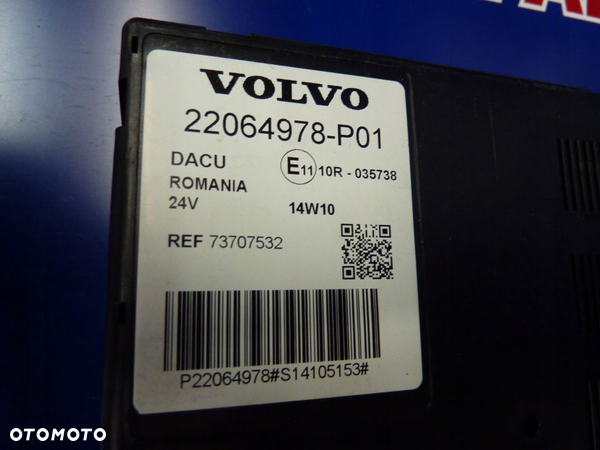 VOLVO
22064978-P01
DACU E11 10R - 035738
ROMANIA
24V 14W10
REF 73707532
P22064978#S14105153#
OTOMOTO